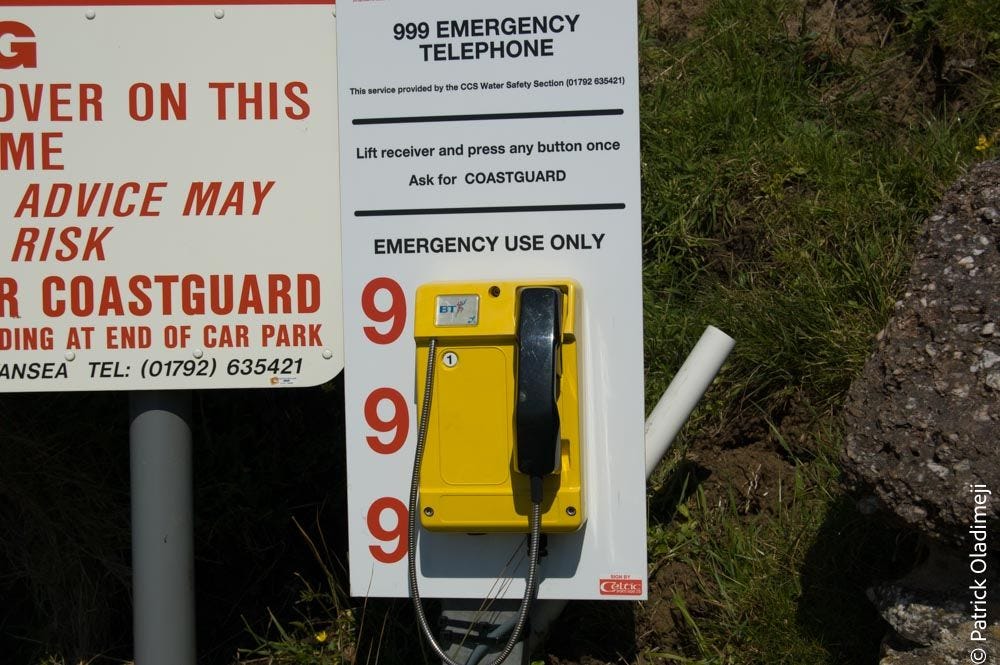 G
OVER ON THIS
ME
ADVICE MAY
RISK
R COASTGUARD
DING AT END OF CAR PARK
ANSEA TEL: (01792) 635421
999 EMERGENCY
TELEPHONE
This service provided by the CCS Water Safety Section (01792 635421)
Lift receiver and press any button once
Ask for COASTGUARD
EMERGENCY USE ONLY
9
9
9
BT
1
SIGN BY
Celtic
© Patrick Oladimeji